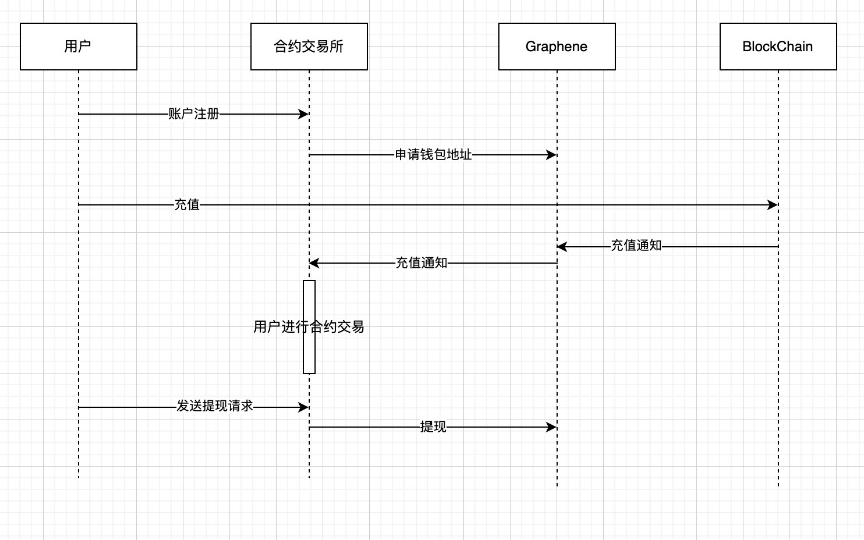 用户
合约交易所
Graphene
BlockChain
账户注册
申请钱包地址
充值
充值通知
充值通知
用户进行合约交易
发送提现请求
提现